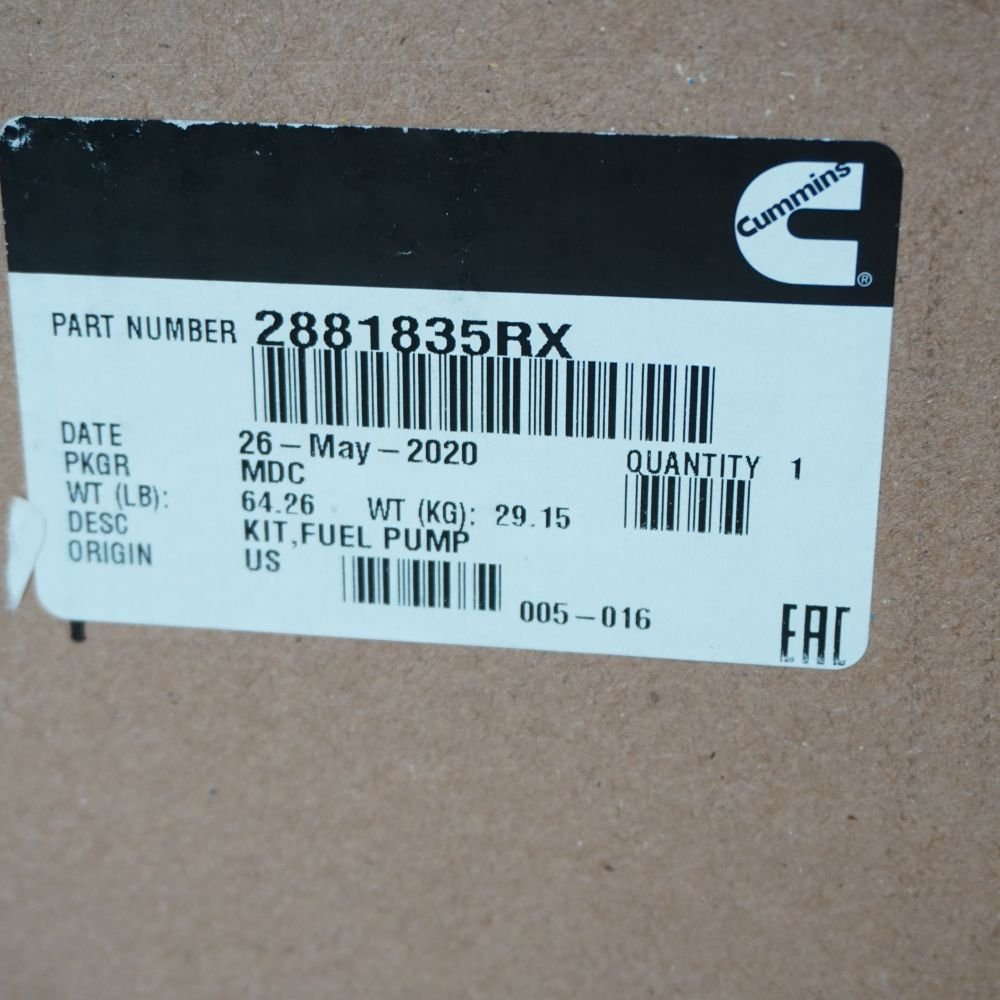 Cummins
®
PART NUMBER 2881835RX
DATE 26-May-2020
PKGR MDC QUANTITY 1
WT (LB): 64.26 WT (KG): 29.15
DESC KIT,FUEL PUMP
ORIGIN US
005-016
EAC